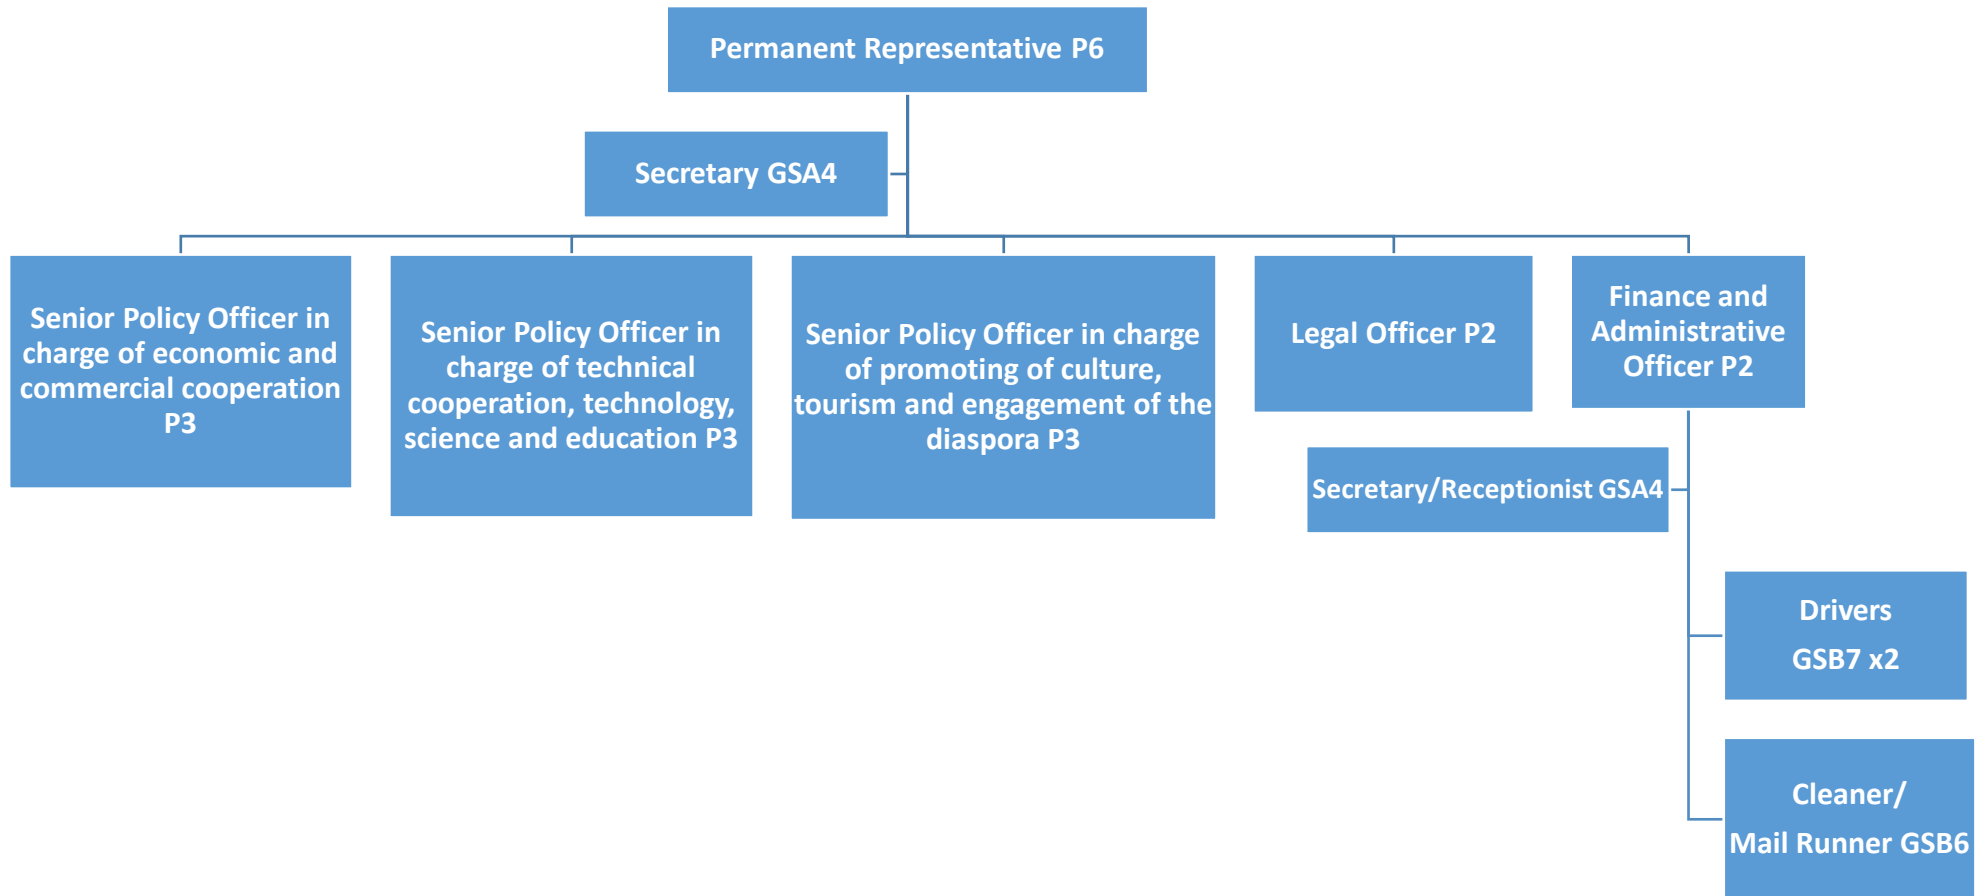 Permanent Representative P6
Secretary GSA4
Senior Policy Officer in
charge of economic and
commercial cooperation
P3
Senior Policy Officer in
charge of technical
cooperation, technology,
science and education P3
Senior Policy Officer in charge
of promoting of culture,
tourism and engagement of the
diaspora P3
Legal Officer P2
Finance and
Administrative
Officer P2
Secretary/Receptionist GSA4
Drivers
GSB7 x2
Cleaner/
Mail Runner GSB6